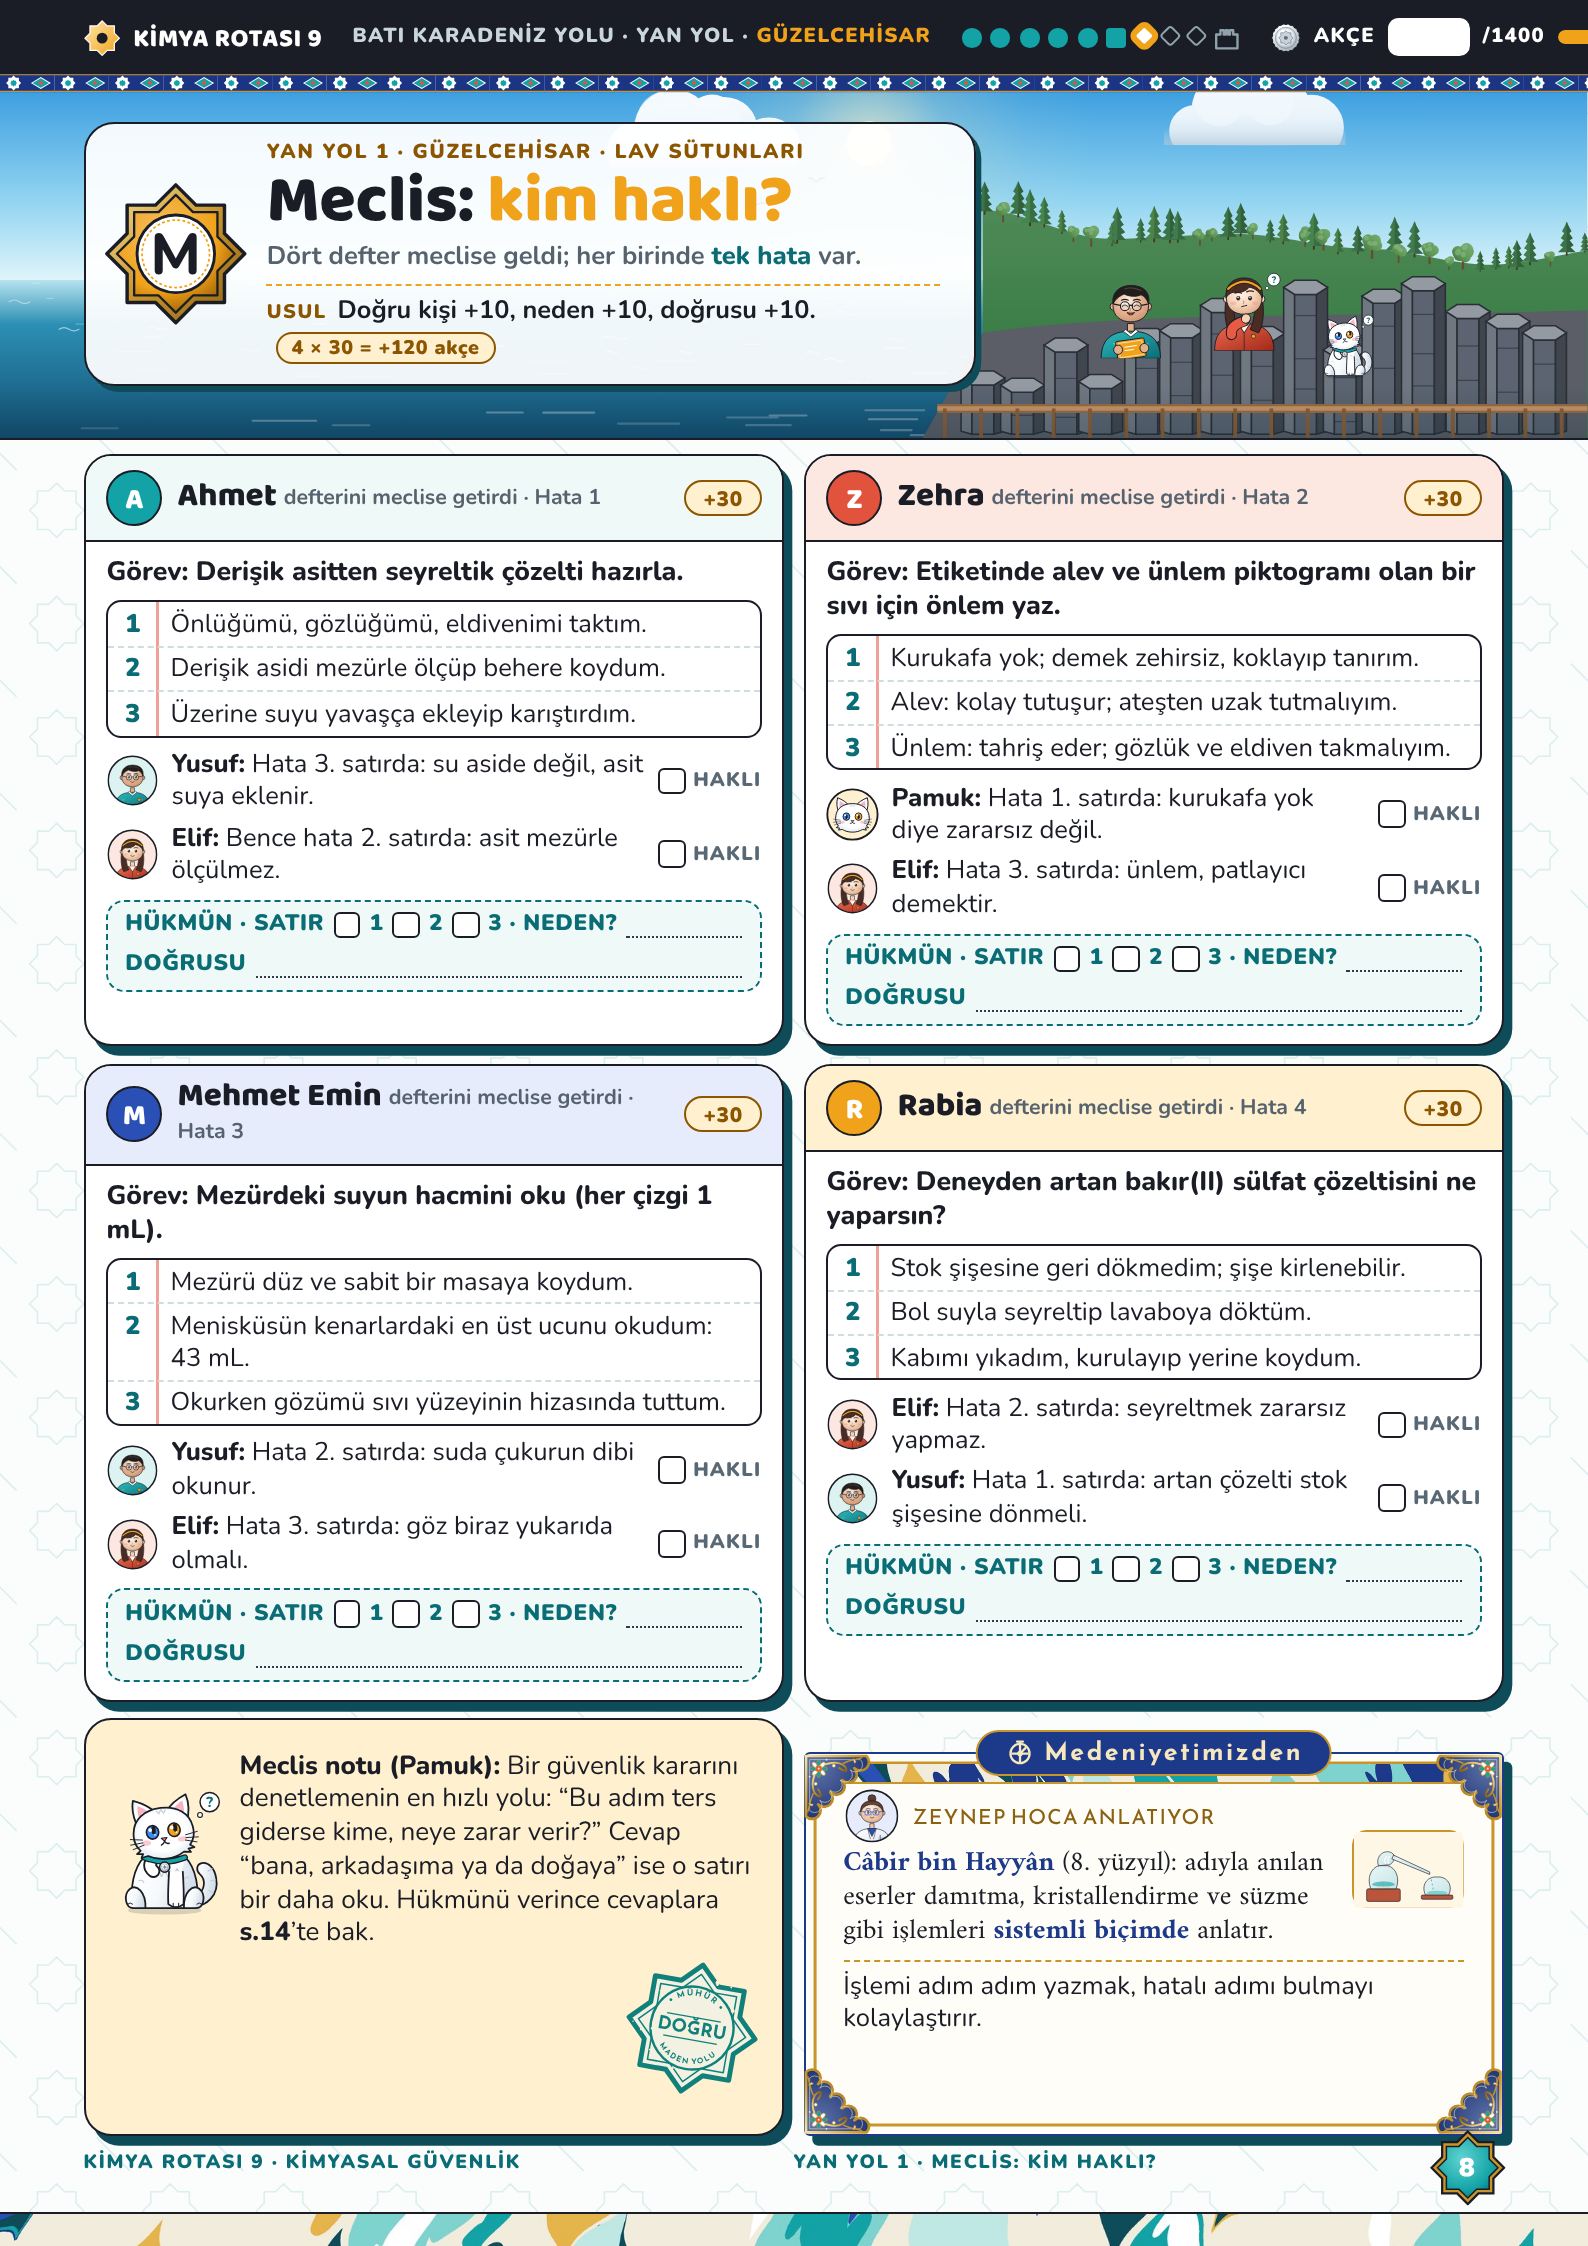 KİMYA ROTASI 9
BATI KARADENİZ YOLU · YAN YOL · GÜZELCEHİSAR
AKÇE /1400
YAN YOL 1 · GÜZELCEHİSAR · LAV SÜTUNLARI
M
Meclis: kim haklı?
Dört defter meclise geldi; her birinde tek hata var.
USUL Doğru kişi +10, neden +10, doğrusu +10.
4 × 30 = +120 akçe
?
?
A Ahmet defterini meclise getirdi · Hata 1 +30
Görev: Derişik asitten seyreltik çözelti hazırla.
1 Önlüğümü, gözlüğümü, eldivenimi taktım.
2 Derişik asidi mezürle ölçüp behere koydum.
3 Üzerine suyu yavaşça ekleyip karıştırdım.
Yusuf: Hata 3. satırda: su aside değil, asit
suya eklenir.
HAKLI
Elif: Bence hata 2. satırda: asit mezürle
ölçülmez.
HAKLI
HÜKMÜN · SATIR 1 2 3 · NEDEN?
DOĞRUSU
Z Zehra defterini meclise getirdi · Hata 2 +30
Görev: Etiketinde alev ve ünlem piktogramı olan bir
sıvı için önlem yaz.
1 Kurukafa yok; demek zehirsiz, koklayıp tanırım.
2 Alev: kolay tutuşur; ateşten uzak tutmalıyım.
3 Ünlem: tahriş eder; gözlük ve eldiven takmalıyım.
Pamuk: Hata 1. satırda: kurukafa yok
diye zararsız değil.
HAKLI
Elif: Hata 3. satırda: ünlem, patlayıcı
demektir.
HAKLI
HÜKMÜN · SATIR 1 2 3 · NEDEN?
DOĞRUSU
M Mehmet Emin defterini meclise getirdi ·
Hata 3
+30
Görev: Mezürdeki suyun hacmini oku (her çizgi 1
mL).
1 Mezürü düz ve sabit bir masaya koydum.
2 Menisküsün kenarlardaki en üst ucunu okudum:
43 mL.
3 Okurken gözümü sıvı yüzeyinin hizasında tuttum.
Yusuf: Hata 2. satırda: suda çukurun dibi
okunur.
HAKLI
Elif: Hata 3. satırda: göz biraz yukarıda
olmalı.
HAKLI
HÜKMÜN · SATIR 1 2 3 · NEDEN?
DOĞRUSU
R Rabia defterini meclise getirdi · Hata 4 +30
Görev: Deneyden artan bakır(II) sülfat çözeltisini ne
yaparsın?
1 Stok şişesine geri dökmedim; şişe kirlenebilir.
2 Bol suyla seyreltip lavaboya döktüm.
3 Kabımı yıkadım, kurulayıp yerine koydum.
Elif: Hata 2. satırda: seyreltmek zararsız
yapmaz.
HAKLI
Yusuf: Hata 1. satırda: artan çözelti stok
şişesine dönmeli.
HAKLI
HÜKMÜN · SATIR 1 2 3 · NEDEN?
DOĞRUSU
?
Meclis notu (Pamuk): Bir güvenlik kararını
denetlemenin en hızlı yolu: “Bu adım ters
giderse kime, neye zarar verir?” Cevap
“bana, arkadaşıma ya da doğaya” ise o satırı
bir daha oku. Hükmünü verince cevaplara
s.14’te bak.
· MÜHÜR ·
DOĞRU
MADEN YOLU
Medeniyetimizden
ZEYNEP HOCA ANLATIYOR
Câbir bin Hayyân (8. yüzyıl): adıyla anılan
eserler damıtma, kristallendirme ve süzme
gibi işlemleri sistemli biçimde anlatır.
İşlemi adım adım yazmak, hatalı adımı bulmayı
kolaylaştırır.
KİMYA ROTASI 9 · KİMYASAL GÜVENLİK
YAN YOL 1 · MECLİS: KİM HAKLI?
8